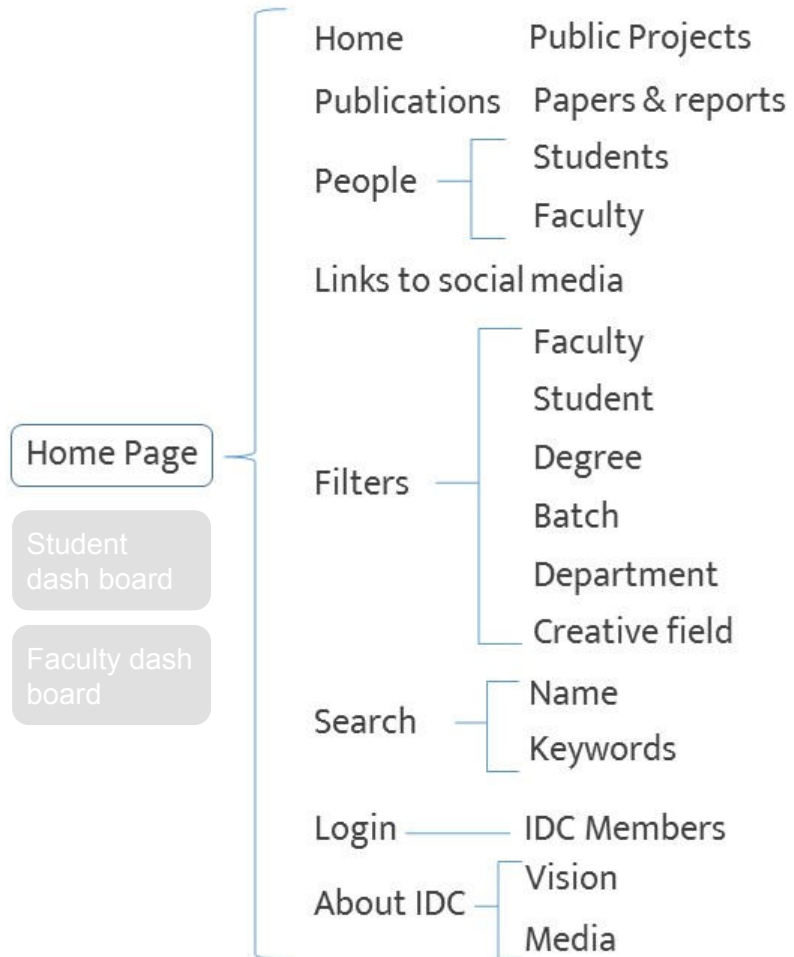 Home Public Projects
Publications Papers & reports
People
Students
Faculty
Links to social media
Home Page
Student
dash board
Faculty dash
board
Filters
Faculty
Student
Degree
Batch
Department
Creative field
Search
Name
Keywords
Login IDC Members
About IDC
Vision
Media